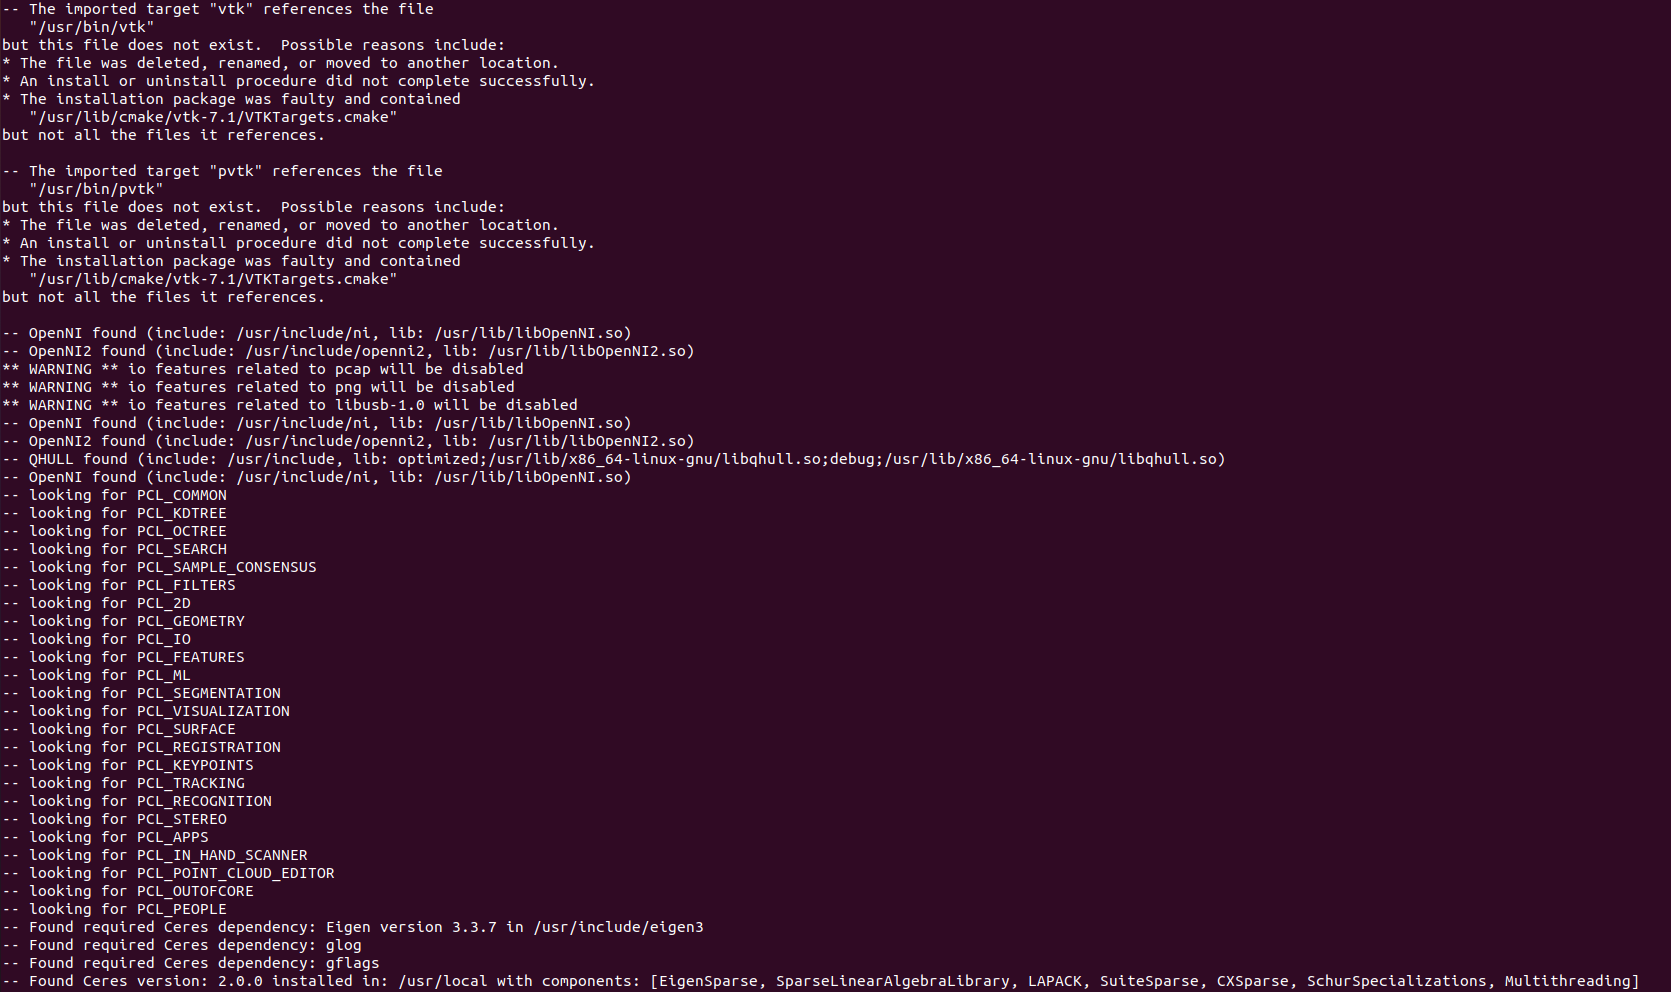 -- The imported target "vtk" references the file
   "/usr/bin/vtk"
but this file does not exist.  Possible reasons include:
* The file was deleted, renamed, or moved to another location.
* An install or uninstall procedure did not complete successfully.
* The installation package was faulty and contained
   "/usr/lib/cmake/vtk-7.1/VTKTargets.cmake"
but not all the files it references.

-- The imported target "pvtk" references the file
   "/usr/bin/pvtk"
but this file does not exist.  Possible reasons include:
* The file was deleted, renamed, or moved to another location.
* An install or uninstall procedure did not complete successfully.
* The installation package was faulty and contained
   "/usr/lib/cmake/vtk-7.1/VTKTargets.cmake"
but not all the files it references.

-- OpenNI found (include: /usr/include/ni, lib: /usr/lib/libOpenNI.so)
-- OpenNI2 found (include: /usr/include/openni2, lib: /usr/lib/libOpenNI2.so)
** WARNING ** io features related to pcap will be disabled
** WARNING ** io features related to png will be disabled
** WARNING ** io features related to libusb-1.0 will be disabled
-- OpenNI found (include: /usr/include/ni, lib: /usr/lib/libOpenNI.so)
-- OpenNI2 found (include: /usr/include/openni2, lib: /usr/lib/libOpenNI2.so)
-- QHULL found (include: /usr/include, lib: optimized;/usr/lib/x86_64-linux-gnu/libqhull.so;debug;/usr/lib/x86_64-linux-gnu/libqhull.so)
-- OpenNI found (include: /usr/include/ni, lib: /usr/lib/libOpenNI.so)
-- looking for PCL_COMMON
-- looking for PCL_KDTREE
-- looking for PCL_OCTREE
-- looking for PCL_SEARCH
-- looking for PCL_SAMPLE_CONSENSUS
-- looking for PCL_FILTERS
-- looking for PCL_2D
-- looking for PCL_GEOMETRY
-- looking for PCL_IO
-- looking for PCL_FEATURES
-- looking for PCL_ML
-- looking for PCL_SEGMENTATION
-- looking for PCL_VISUALIZATION
-- looking for PCL_SURFACE
-- looking for PCL_REGISTRATION
-- looking for PCL_KEYPOINTS
-- looking for PCL_TRACKING
-- looking for PCL_RECOGNITION
-- looking for PCL_STEREO
-- looking for PCL_APPS
-- looking for PCL_IN_HAND_SCANNER
-- looking for PCL_POINT_CLOUD_EDITOR
-- looking for PCL_OUTOFCORE
-- looking for PCL_PEOPLE
-- Found required Ceres dependency: Eigen version 3.3.7 in /usr/include/eigen3
-- Found required Ceres dependency: glog
-- Found required Ceres dependency: gflags
-- Found Ceres version: 2.0.0 installed in: /usr/local with components: [EigenSparse, SparseLinearAlgebraLibrary, LAPACK, SuiteSparse, CXSparse, SchurSpecializations, Multithreading]